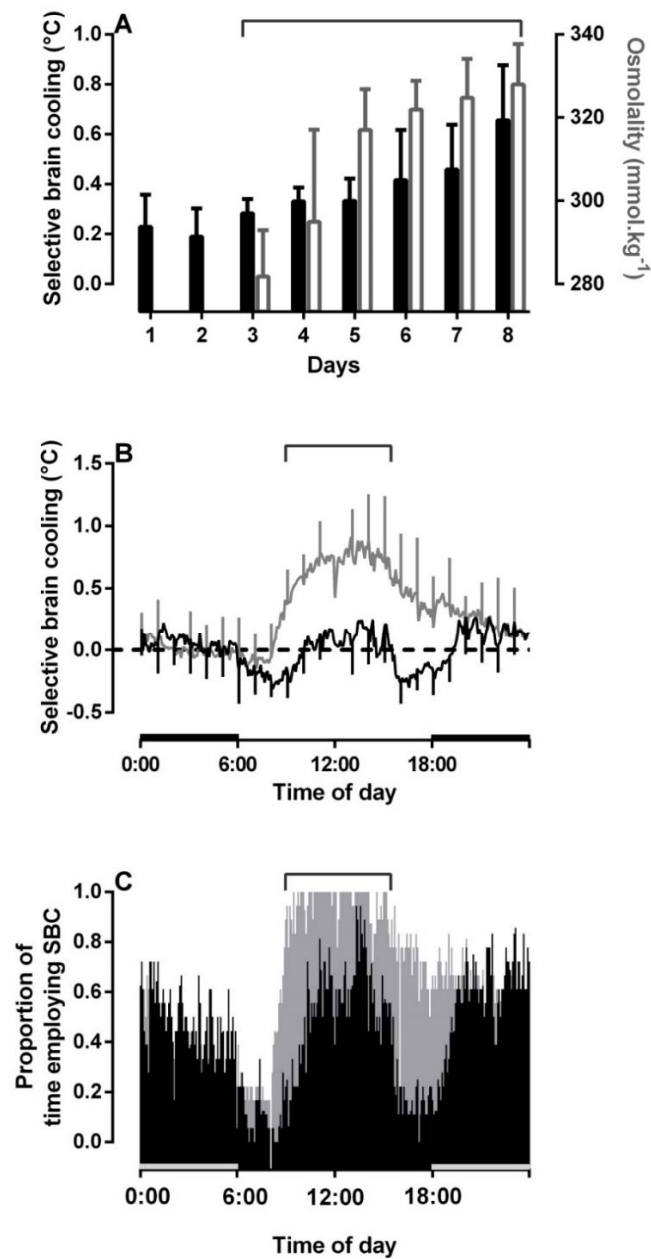 A
Selective brain cooling (°C)
1.0
0.8
0.6
0.4
0.2
0.0
340
320
300
280
Osmolality (mmol.kg⁻¹)
1 2 3 4 5 6 7 8
Days
B
Selective brain cooling (°C)
1.5
1.0
0.5
0.0
-0.5
0:00 6:00 12:00 18:00
Time of day
C
Proportion of
time employing SBC
1.0
0.8
0.6
0.4
0.2
0.0
0:00 6:00 12:00 18:00
Time of day